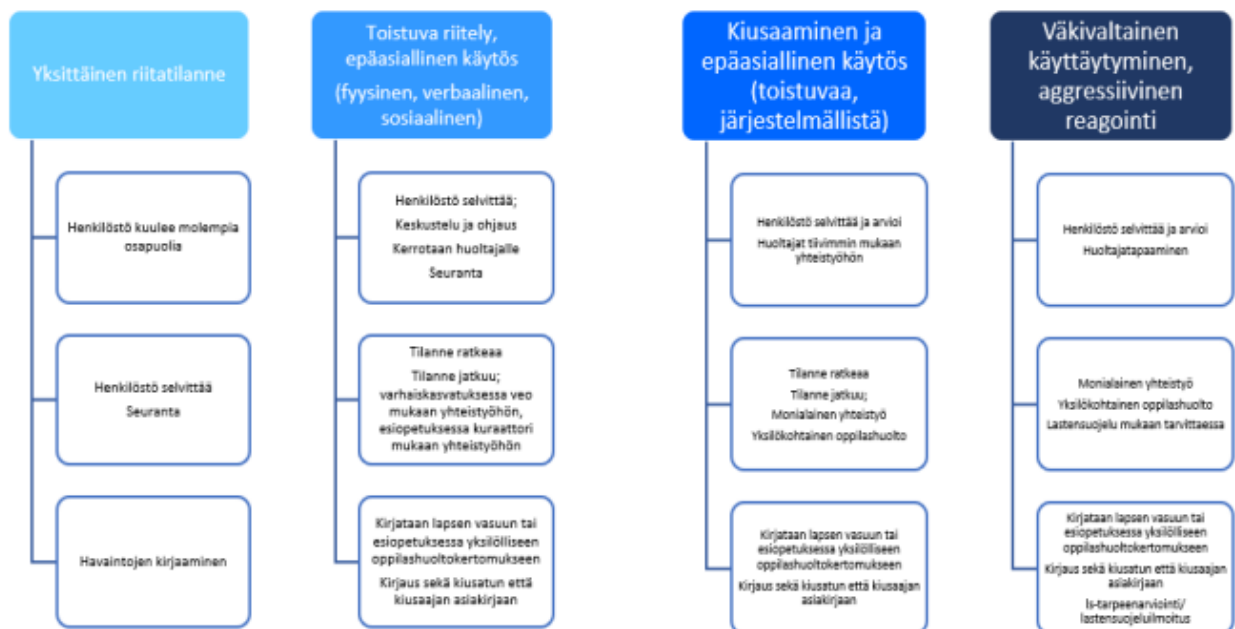 Yksittäinen riitatilanne
Henkilöstö kuulee molempia
osapuolia
Henkilöstö selvittää
Seuranta
Havaintojen kirjaaminen
Toistuva riitely,
epäasiallinen käytös
(fyysinen, verbaalinen,
sosiaalinen)
Henkilöstö selvittää;
Keskustelu ja ohjaus
Kerrotaan huoltajalle
Seuranta
Tilanne ratkeaa
Tilanne jatkuu;
varhaiskasvatuksessa veo
mukaan yhteistyöhön,
esiopetuksessa kuraattori
mukaan yhteistyöhön
Kirjataan lapsen vasuun tai
esiopetuksessa yksilölliseen
oppilashuoltokertomukseen
Kirjaus sekä kiusatun että
kiusaajan asiakirjaan
Kiusaaminen ja
epäasiallinen käytös
(toistuvaa,
järjestelmällistä)
Henkilöstö selvittää ja arvioi
Huoltajat tiivimmin mukaan
yhteistyöhön
Tilanne ratkeaa
Tilanne jatkuu;
Monialainen yhteistyö
Yksilökohtainen oppilashuolto
Kirjataan lapsen vasuun tai
esiopetuksessa yksilölliseen
oppilashuoltokertomukseen
Kirjaus sekä kiusatun että kiusaajan
asiakirjaan
Väkivaltainen
käyttäytyminen,
aggressiivinen
reagointi
Henkilöstö selvittää ja arvioi
Huoltajatapaaminen
Monialainen yhteistyö
Yksilökohtainen oppilashuolto
Lastensuojelu mukaan tarvittaessa
Kirjataan lapsen vasuun tai
esiopetuksessa yksilölliseen
oppilashuoltokertomukseen
Kirjaus sekä kiusatun että kiusaajan
asiakirjaan
ls-tarpeenarviointi/
lastensuojeluilmoitus